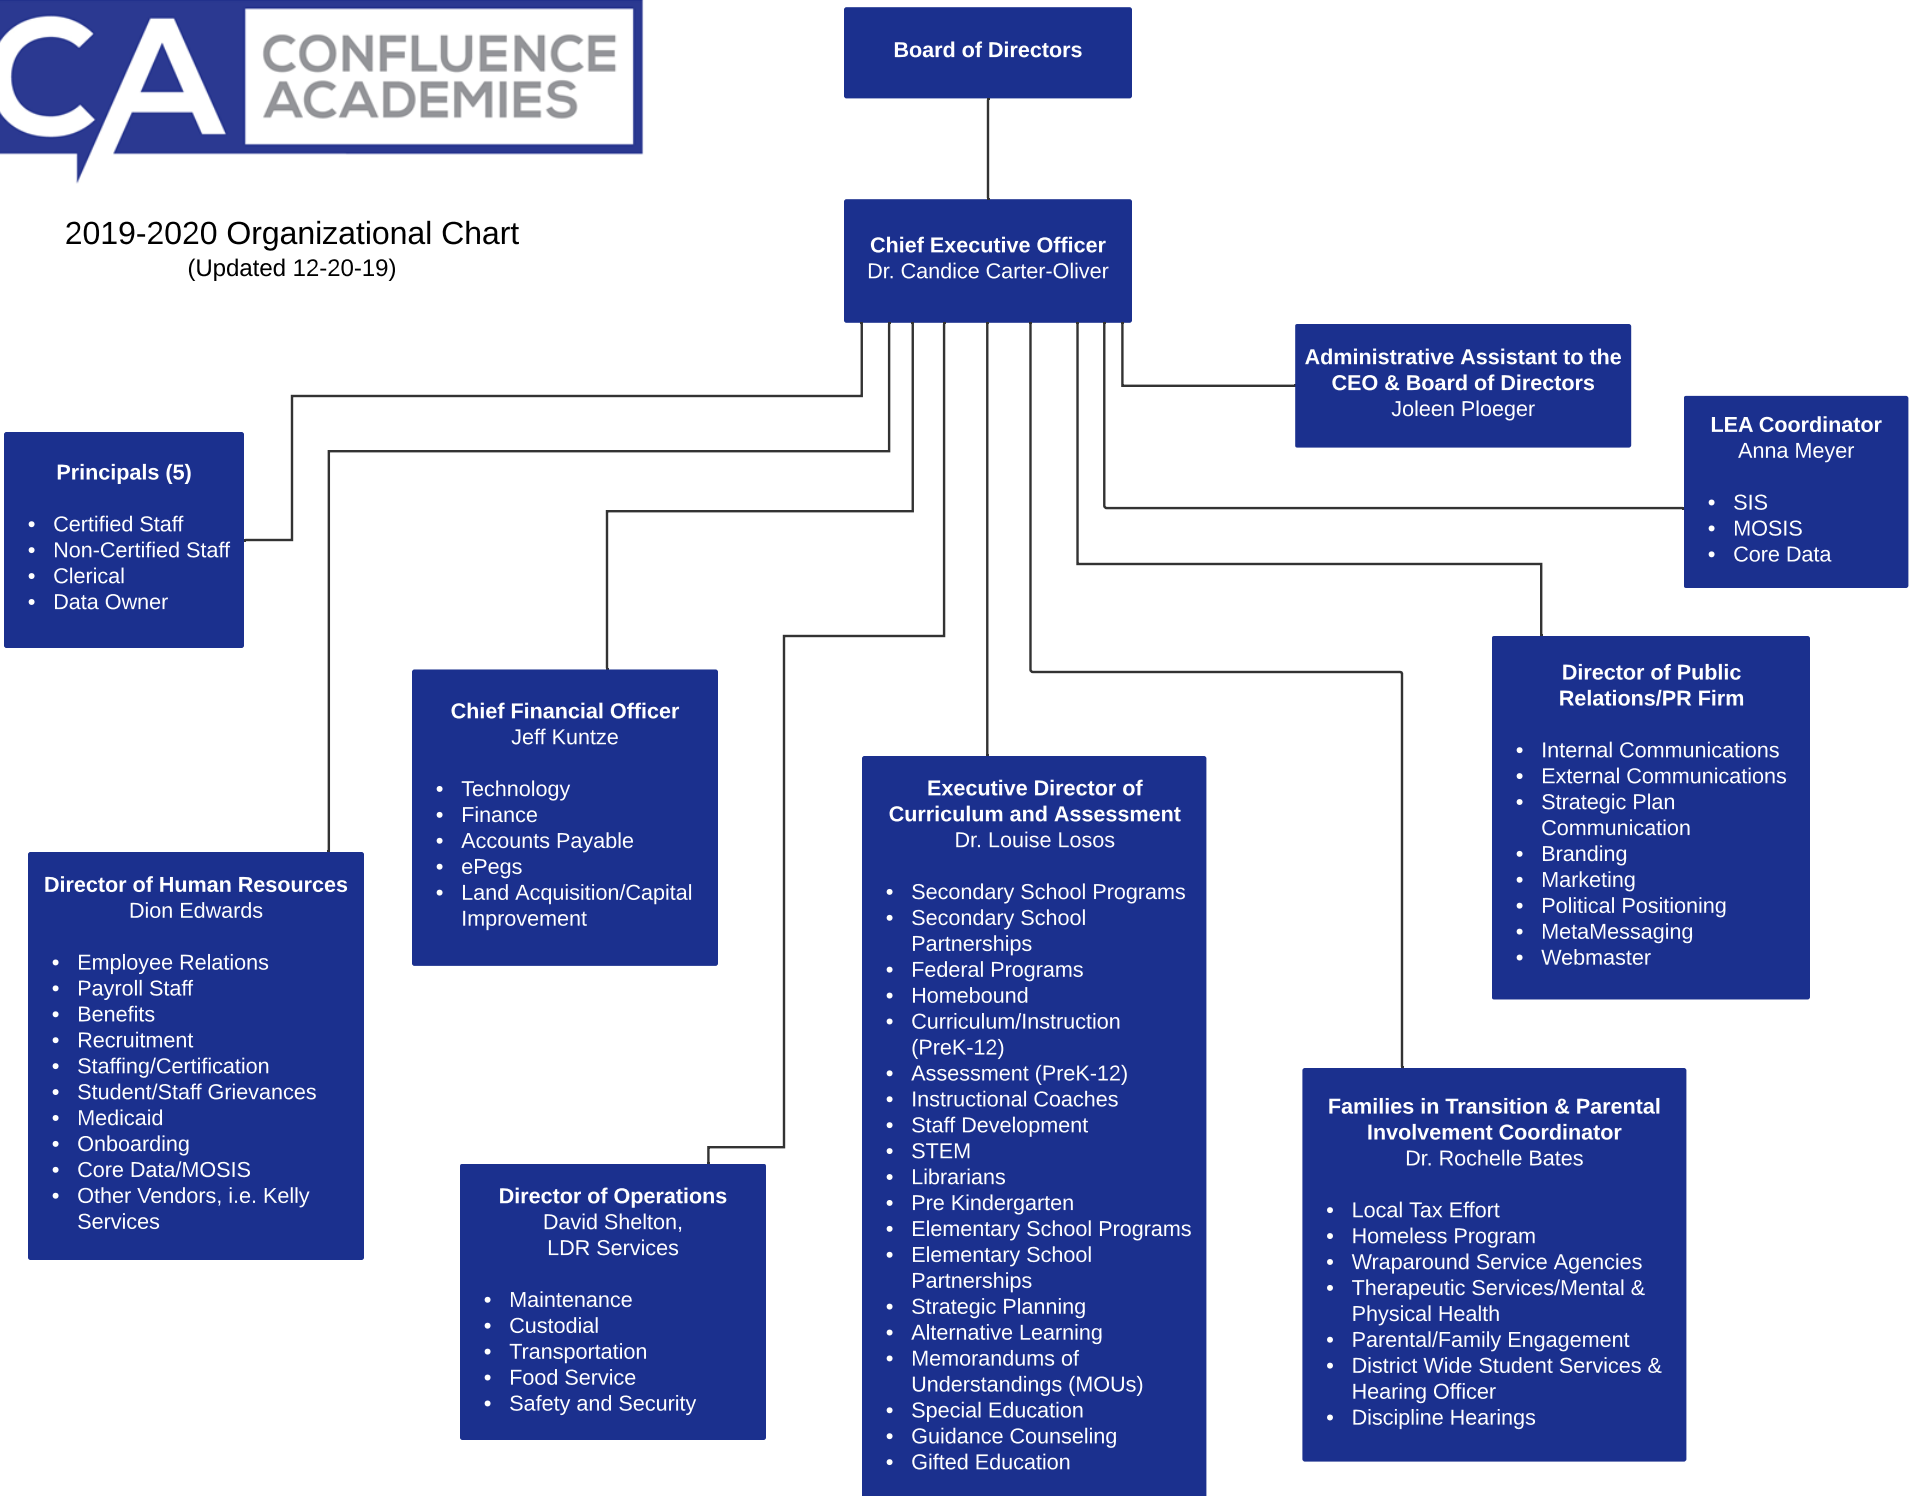 CA
CONFLUENCE
ACADEMIES
2019-2020 Organizational Chart
(Updated 12-20-19)
Board of Directors
Chief Executive Officer
Dr. Candice Carter-Oliver
Administrative Assistant to the
CEO & Board of Directors
Joleen Ploeger
LEA Coordinator
Anna Meyer
• SIS
• MOSIS
• Core Data
Principals (5)
• Certified Staff
• Non-Certified Staff
• Clerical
• Data Owner
Director of Public
Relations/PR Firm
• Internal Communications
• External Communications
• Strategic Plan
Communication
• Branding
• Marketing
• Political Positioning
• MetaMessaging
• Webmaster
Chief Financial Officer
Jeff Kuntze
• Technology
• Finance
• Accounts Payable
• ePegs
• Land Acquisition/Capital
Improvement
Executive Director of
Curriculum and Assessment
Dr. Louise Losos
• Secondary School Programs
• Secondary School
Partnerships
• Federal Programs
• Homebound
• Curriculum/Instruction
(PreK-12)
• Assessment (PreK-12)
• Instructional Coaches
• Staff Development
• STEM
• Librarians
• Pre Kindergarten
• Elementary School Programs
• Elementary School
Partnerships
• Strategic Planning
• Alternative Learning
• Memorandums of
Understandings (MOUs)
• Special Education
• Guidance Counseling
• Gifted Education
Director of Human Resources
Dion Edwards
• Employee Relations
• Payroll Staff
• Benefits
• Recruitment
• Staffing/Certification
• Student/Staff Grievances
• Medicaid
• Onboarding
• Core Data/MOSIS
• Other Vendors, i.e. Kelly
Services
Director of Operations
David Shelton,
LDR Services
• Maintenance
• Custodial
• Transportation
• Food Service
• Safety and Security
Families in Transition & Parental
Involvement Coordinator
Dr. Rochelle Bates
• Local Tax Effort
• Homeless Program
• Wraparound Service Agencies
• Therapeutic Services/Mental &
Physical Health
• Parental/Family Engagement
• District Wide Student Services &
Hearing Officer
• Discipline Hearings